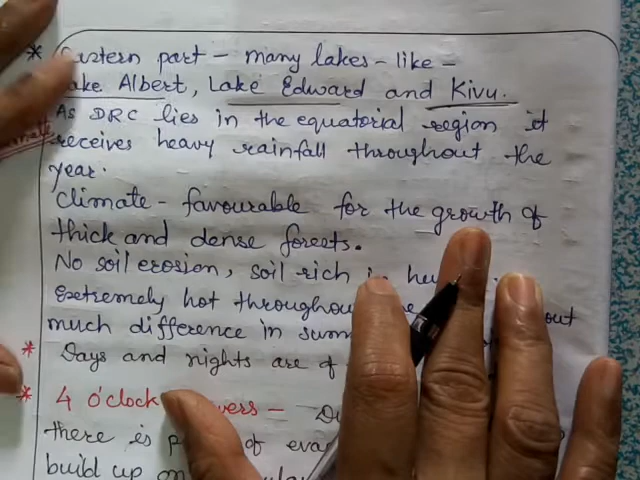 * Eastern part - many lakes - like -
Lake Albert, Lake Edward and Kivu.
As DRC lies in the equatorial region it
receives heavy rainfall throughout the
year.
Climate - favourable for the growth of
thick and dense forests.
No soil erosion, soil rich in
extremely hot throughout
much difference in
* Days and nights are of
* 4 o'clock
there is of
build up on